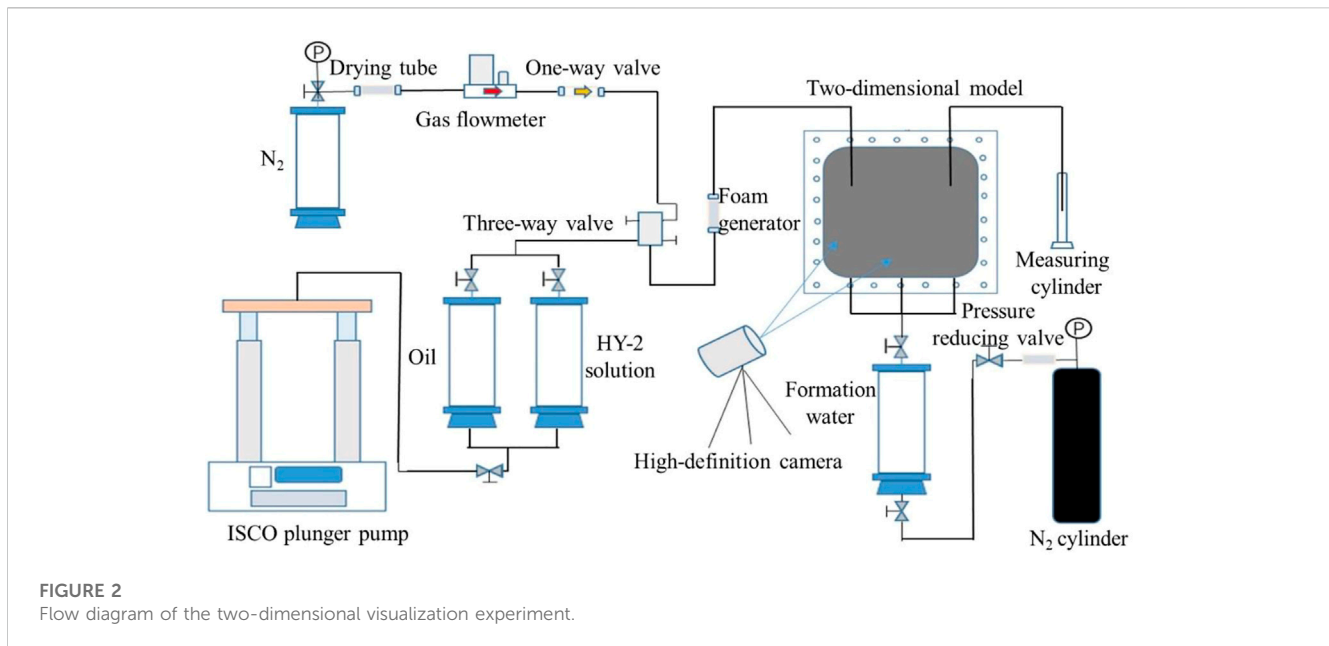 P
Drying tube
One-way valve
Gas flowmeter
N₂
Two-dimensional model
Three-way valve
Foam
generator
Measuring
cylinder
Oil
HY-2
solution
Pressure
reducing valve
P
Formation
water
High-definition camera
ISCO plunger pump
N₂ cylinder
FIGURE 2
Flow diagram of the two-dimensional visualization experiment.